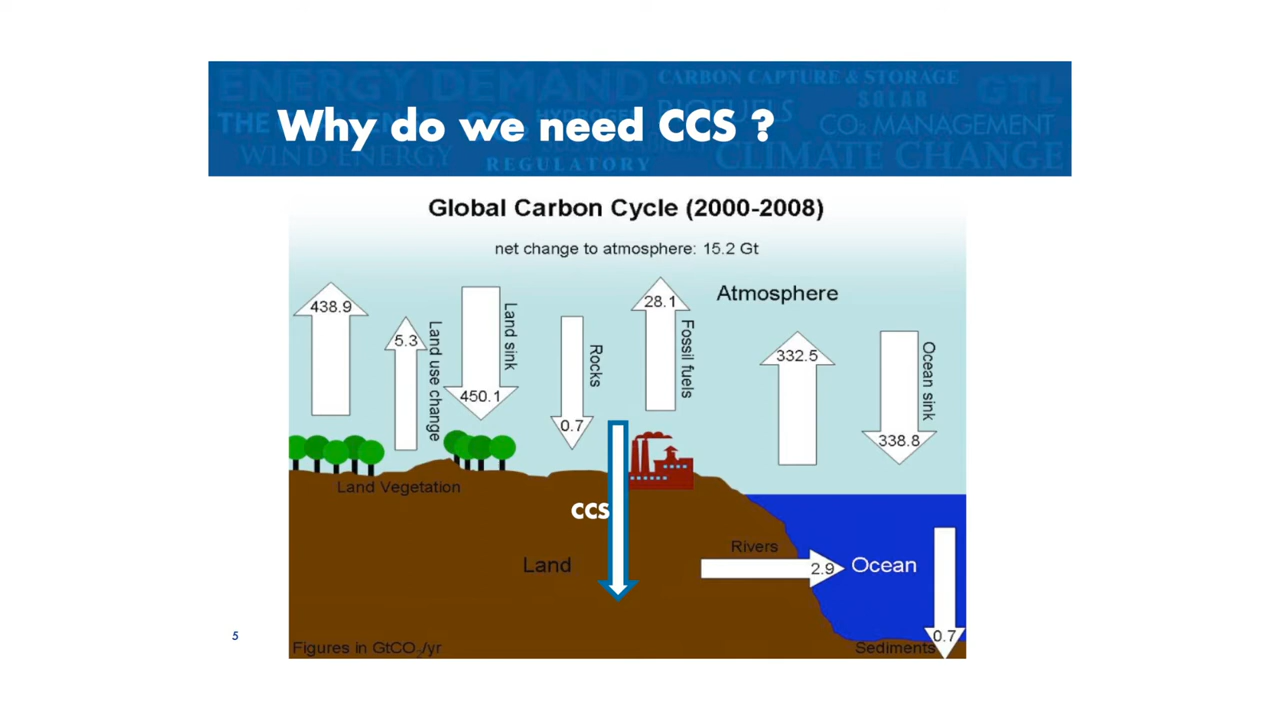 ENERGY DEMAND
CARBON CAPTURE & STORAGE
SOLAR
GTL
BIOFUELS
THE
CO₂ MANAGEMENT
WIND ENERGY
REGULATORY
CLIMATE CHANGE
Why do we need CCS ?
Global Carbon Cycle (2000-2008)
net change to atmosphere: 15.2 Gt
Atmosphere
438.9
5.3
Land use change
Land sink
450.1
Rocks
0.7
28.1
Fossil fuels
332.5
Ocean sink
338.8
Land Vegetation
CCS
Land
Rivers
2.9
Ocean
0.7
Sediments
Figures in GtCO₂/yr
5